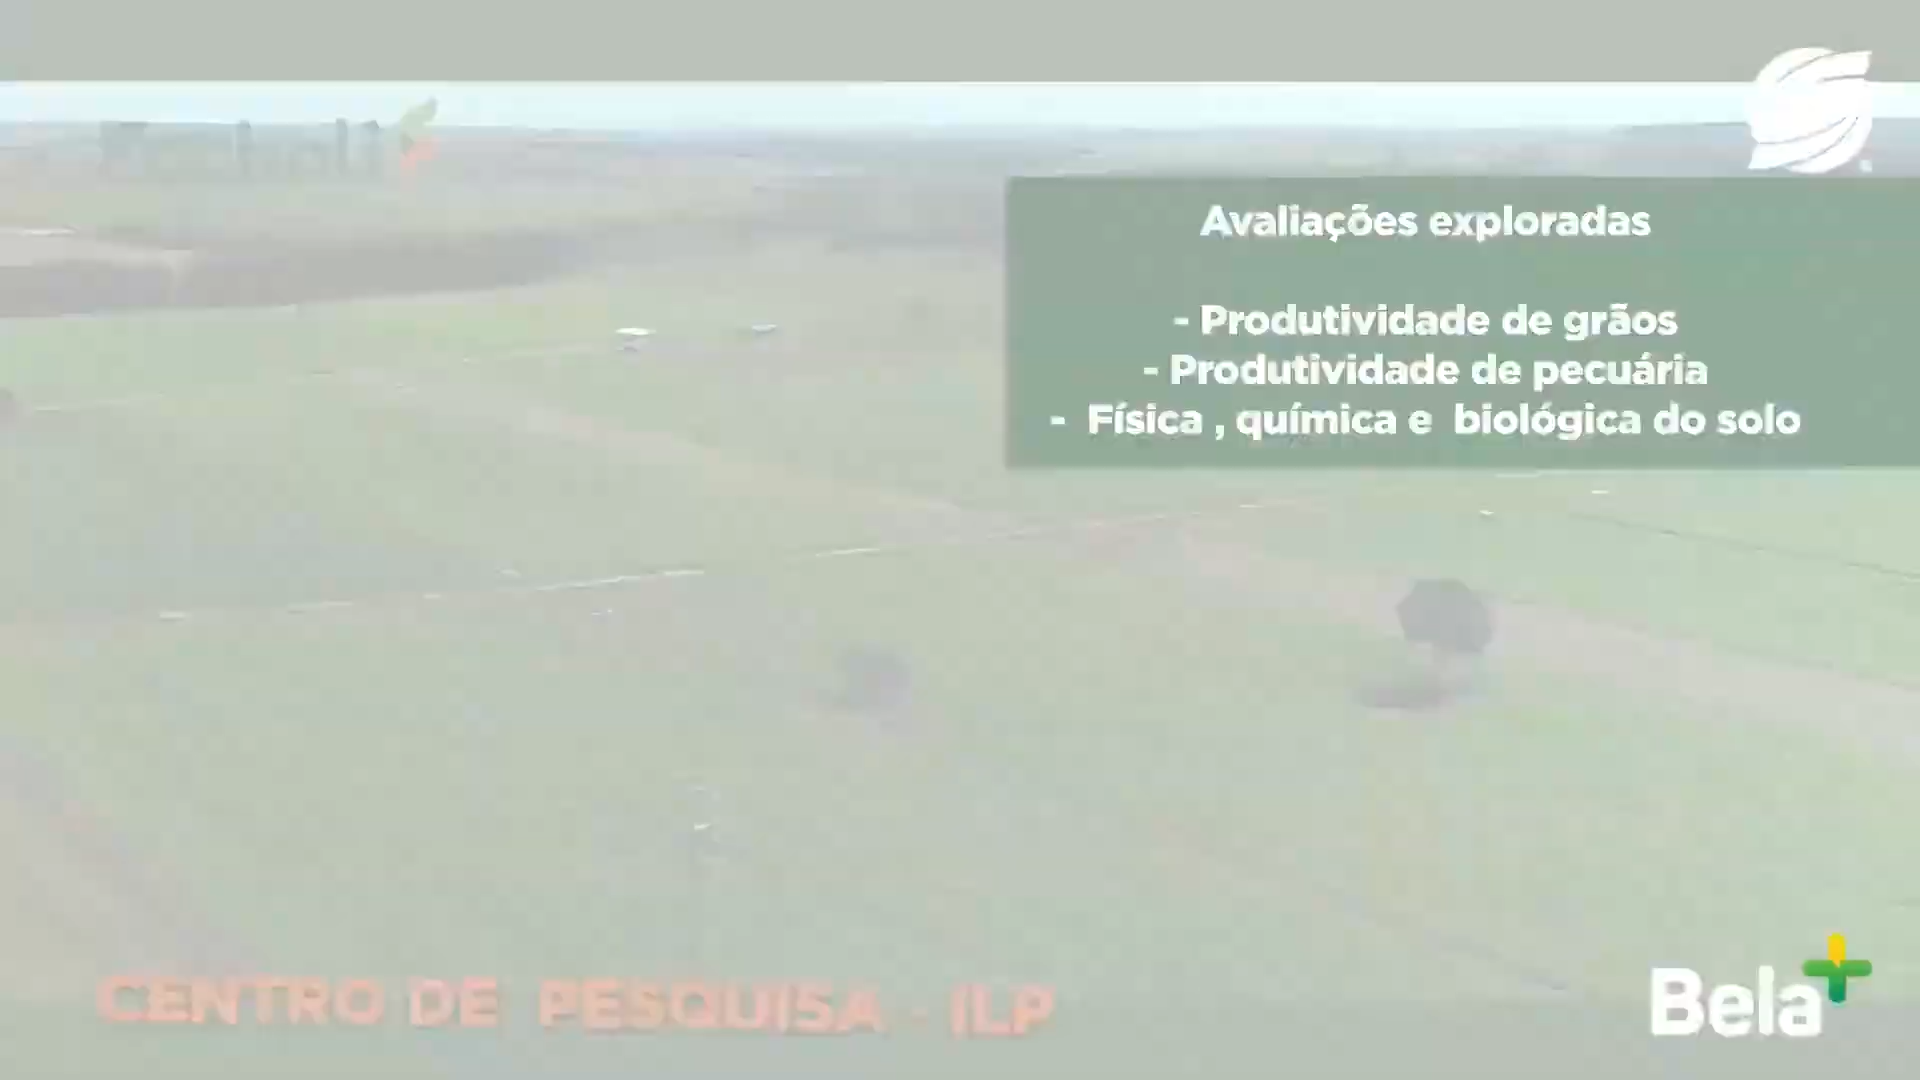 Avaliações exploradas
- Produtividade de grãos
- Produtividade de pecuária
- Física , química e biológica do solo
CENTRO DE PESQUISA - ILP
Bela+